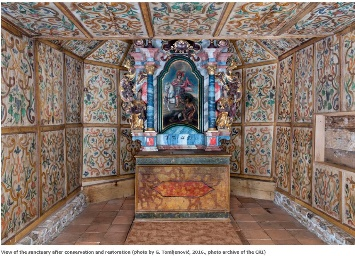 View of the sanctuary after conservation and restoration (photo by G. Tomljenović, 2016., photo archive of the CRI)